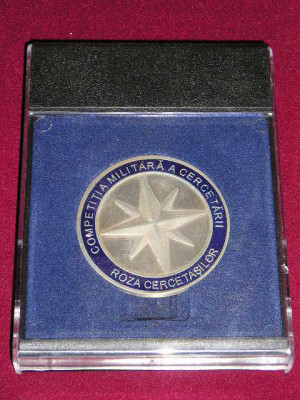 COMPETIȚIA MILITARĂ A CERCETĂRII
ROZA CERCETAȘILOR